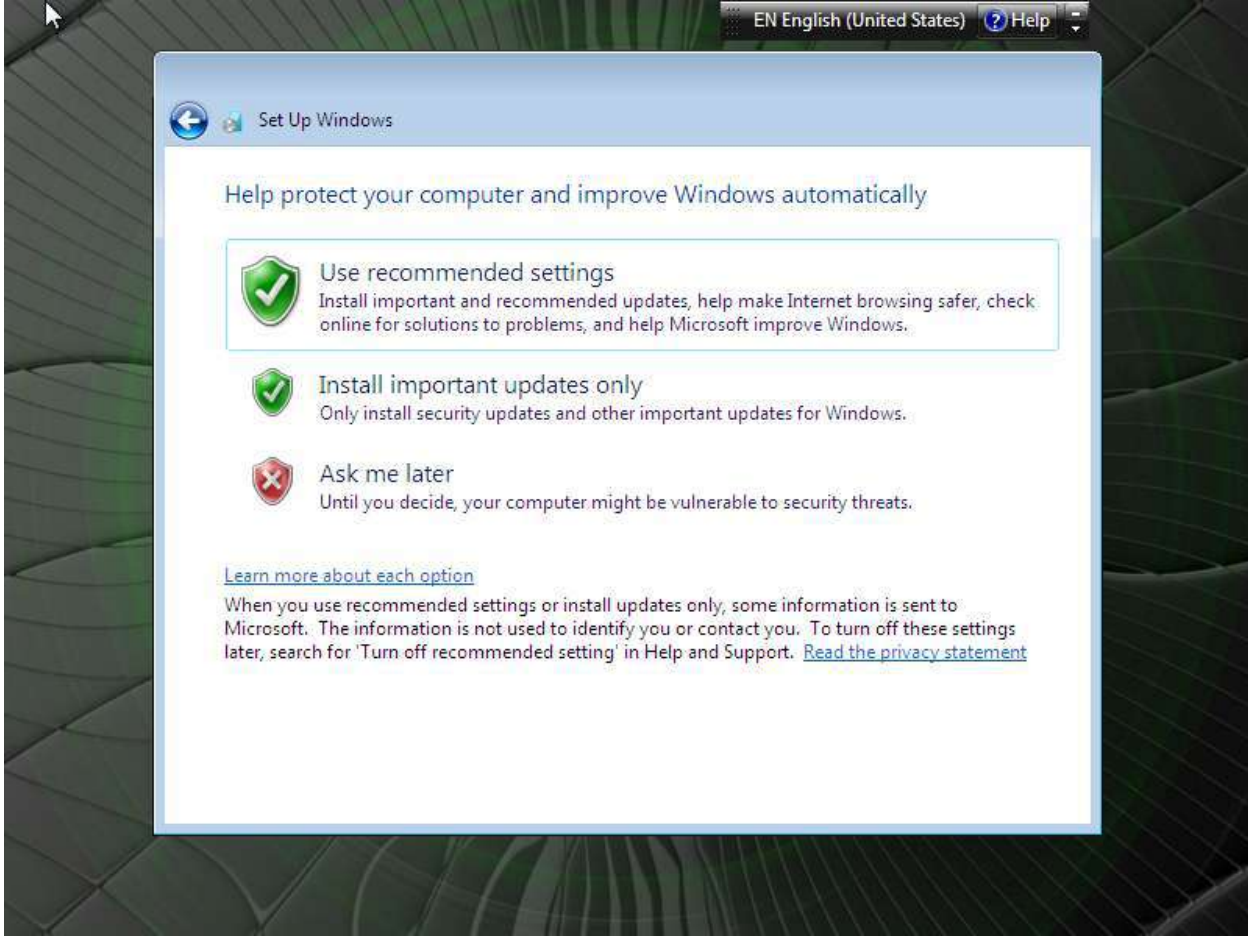 EN English (United States) ? Help
Set Up Windows
Help protect your computer and improve Windows automatically
Use recommended settings
Install important and recommended updates, help make Internet browsing safer, check
online for solutions to problems, and help Microsoft improve Windows.
Install important updates only
Only install security updates and other important updates for Windows.
Ask me later
Until you decide, your computer might be vulnerable to security threats.
Learn more about each option
When you use recommended settings or install updates only, some information is sent to
Microsoft.  The information is not used to identify you or contact you.  To turn off these settings
later, search for 'Turn off recommended setting' in Help and Support.  Read the privacy statement